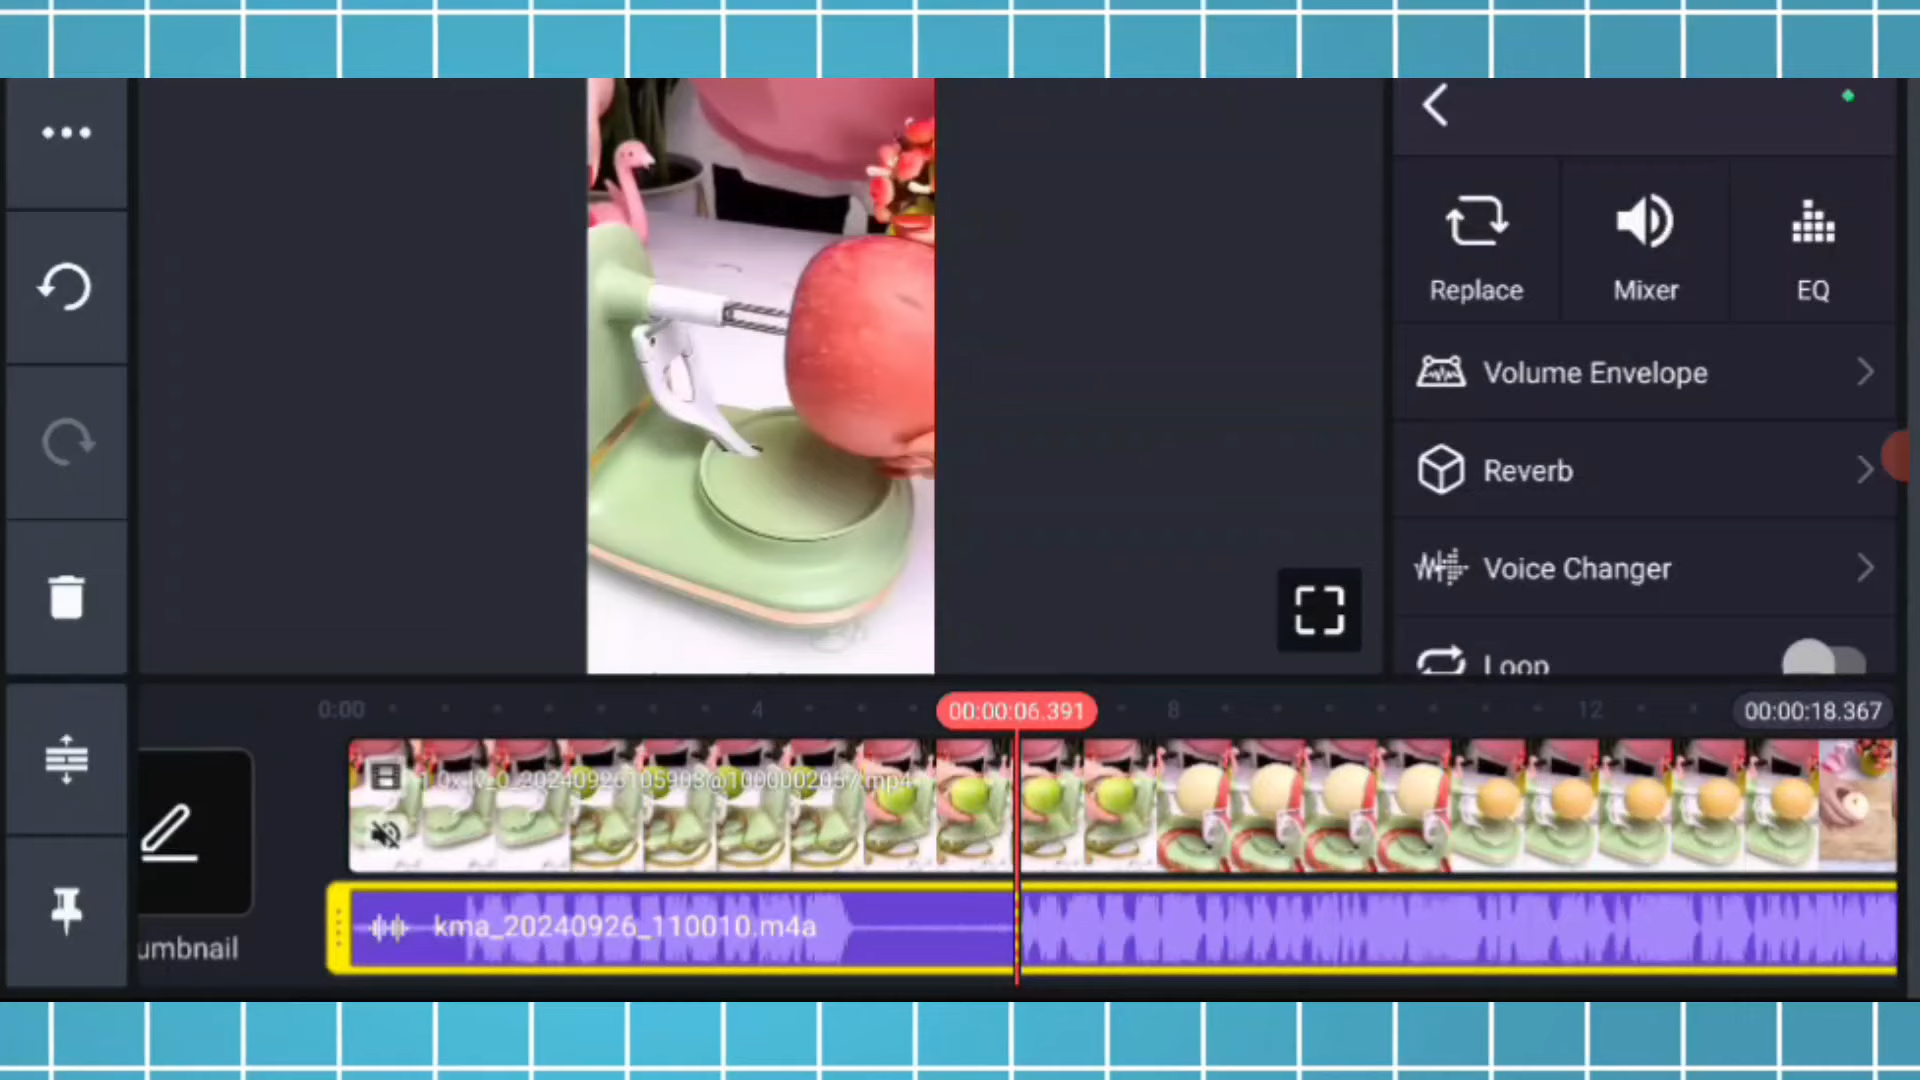 Replace
Mixer
EQ
Volume Envelope
Reverb
Voice Changer
Loop
0:00
4
00:00:06.391
8
12
00:00:18.367
kma_20240926_110010.m4a
umbnail